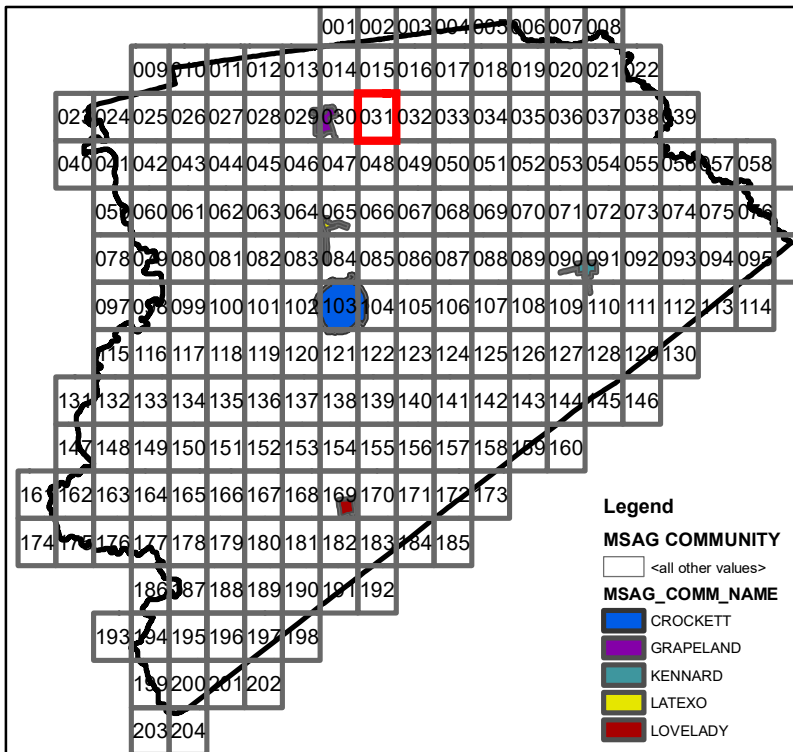 001 002 003 004 005 006 007 008
009 010 011 012 013 014 015 016 017 018 019 020 021 022
023 024 025 026 027 028 029 030 031 032 033 034 035 036 037 038 039
040 041 042 043 044 045 046 047 048 049 050 051 052 053 054 055 056 057 058
059 060 061 062 063 064 065 066 067 068 069 070 071 072 073 074 075 076
078 079 080 081 082 083 084 085 086 087 088 089 090 091 092 093 094 095
097 098 099 100 101 102 103 104 105 106 107 108 109 110 111 112 113 114
115 116 117 118 119 120 121 122 123 124 125 126 127 128 129 130
131 132 133 134 135 136 137 138 139 140 141 142 143 144 145 146
147 148 149 150 151 152 153 154 155 156 157 158 159 160
161 162 163 164 165 166 167 168 169 170 171 172 173
174 175 176 177 178 179 180 181 182 183 184 185
186 187 188 189 190 191 192
193 194 195 196 197 198
199 200 201 202
203 204
Legend
MSAG COMMUNITY
<all other values>
MSAG_COMM_NAME
CROCKETT
GRAPELAND
KENNARD
LATEXO
LOVELADY